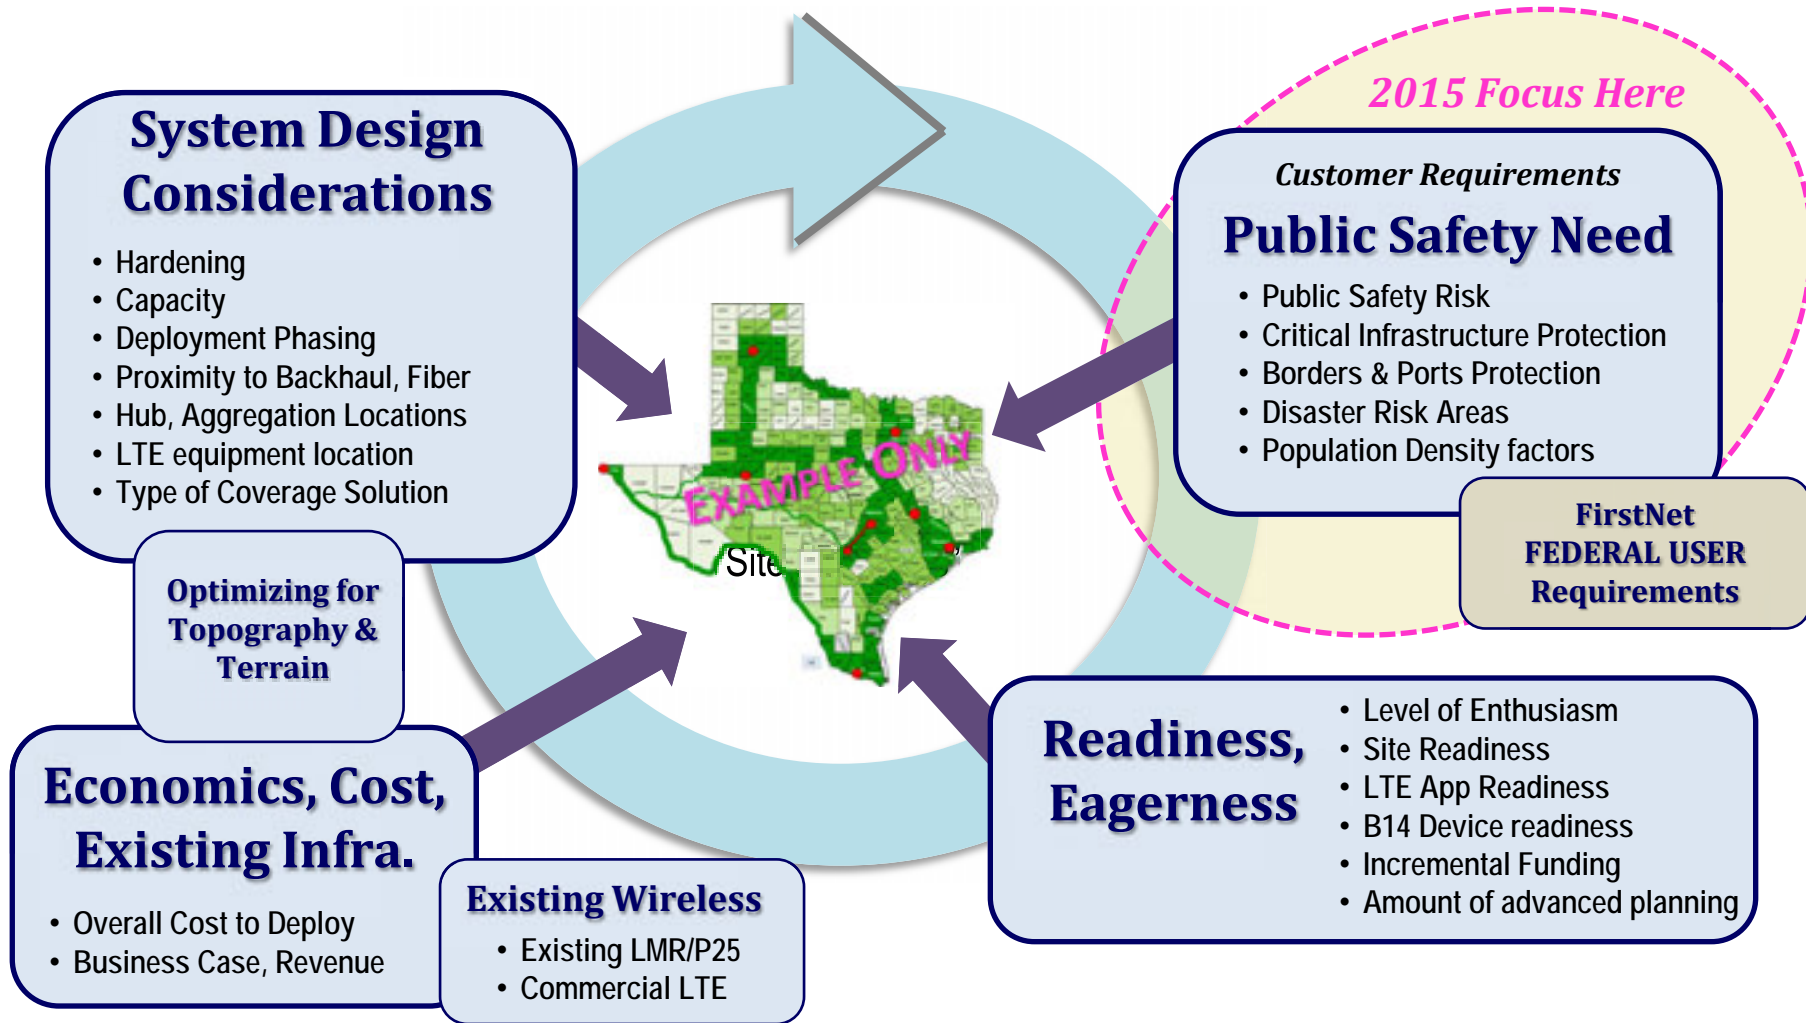 2015 Focus Here
System Design
Considerations
• Hardening
• Capacity
• Deployment Phasing
• Proximity to Backhaul, Fiber
• Hub, Aggregation Locations
• LTE equipment location
• Type of Coverage Solution
Customer Requirements
Public Safety Need
• Public Safety Risk
• Critical Infrastructure Protection
• Borders & Ports Protection
• Disaster Risk Areas
• Population Density factors
FirstNet
FEDERAL USER
Requirements
EXAMPLE ONLY
Site
Optimizing for
Topography &
Terrain
Economics, Cost,
Existing Infra.
• Overall Cost to Deploy
• Business Case, Revenue
Existing Wireless
• Existing LMR/P25
• Commercial LTE
Readiness,
Eagerness
• Level of Enthusiasm
• Site Readiness
• LTE App Readiness
• B14 Device readiness
• Incremental Funding
• Amount of advanced planning